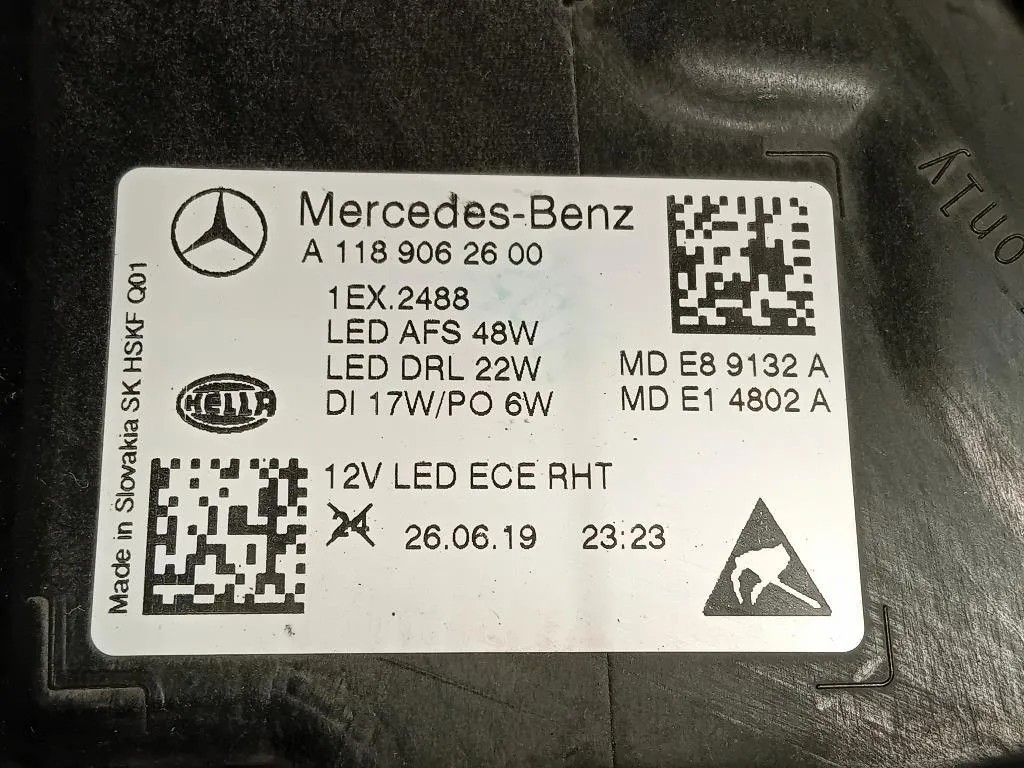 Mercedes-Benz
A 118 906 2600
1EX.2488
LED AFS 48W
LED DRL 22W
DI 17W/PO 6W
MD E8 9132 A
MD E1 4802 A
HELLA
12V LED ECE RHT
24 26.06.19 23:23
Made in Slovakia SK HSKF Q01
only